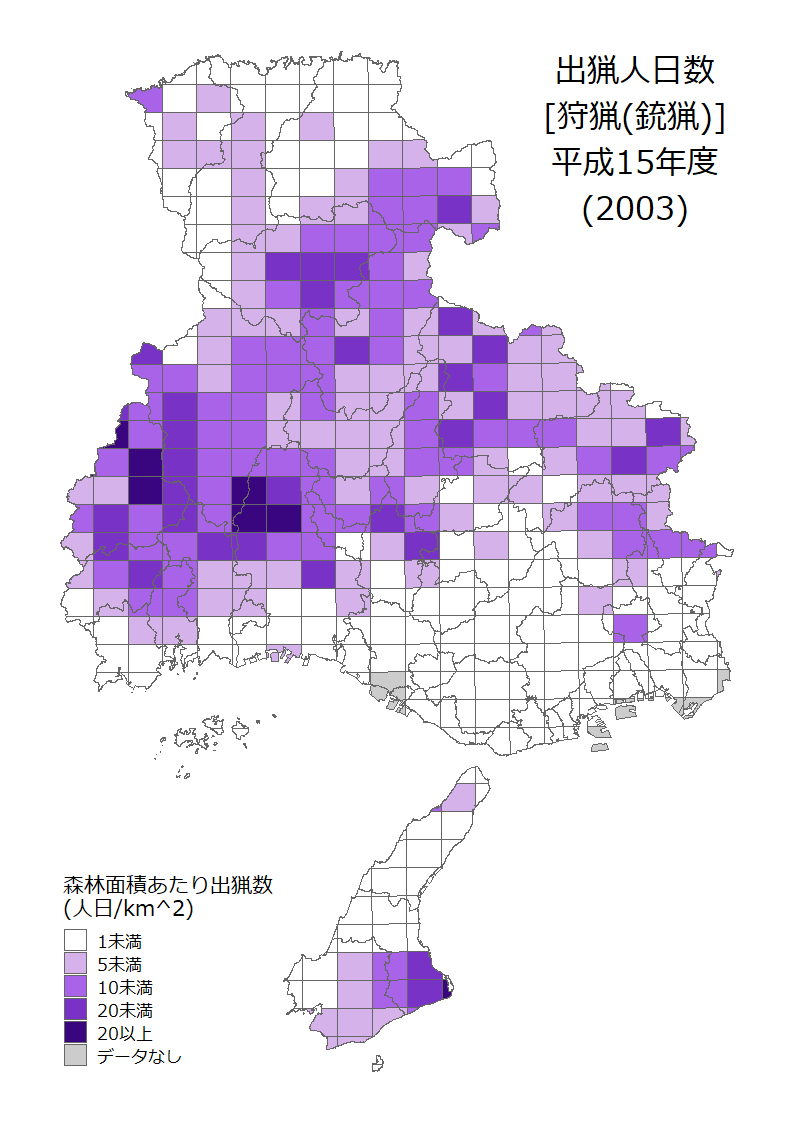 出猟人日数
[狩猟(銃猟)]
平成15年度
(2003)
森林面積あたり出猟数
(人日/km^2)
1未満
5未満
10未満
20未満
20以上
データなし